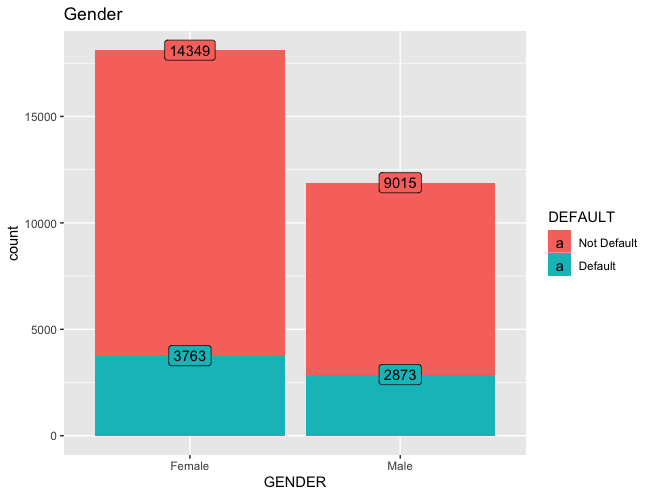 Gender
count
15000
10000
5000
0
14349
9015
3763
2873
Female
Male
GENDER
DEFAULT
a Not Default
a Default